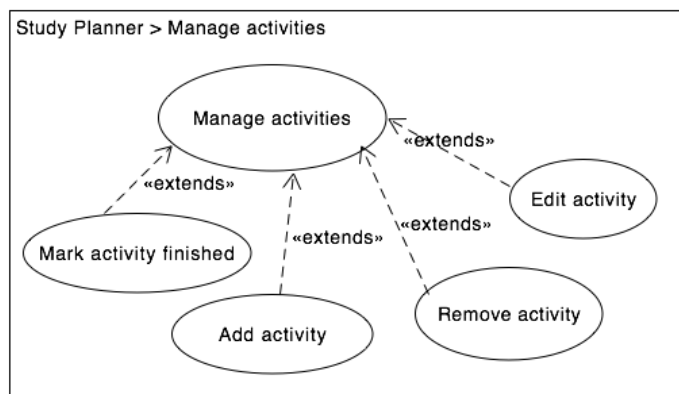 Study Planner > Manage activities
Manage activities
«extends»
«extends»
Edit activity
«extends»
«extends»
Mark activity finished
Add activity
Remove activity